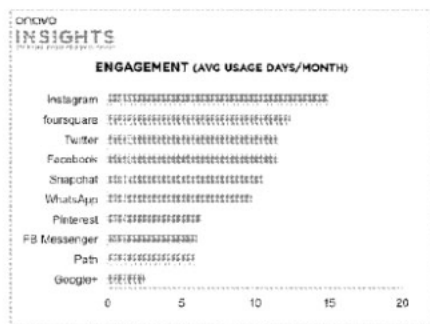 onavo
INSIGHTS
ENGAGEMENT (AVG USAGE DAYS/MONTH)
Instagram
foursquare
Twitter
Facebook
Snapchat
WhatsApp
Pinterest
FB Messenger
Path
Google+
0 5 10 15 20